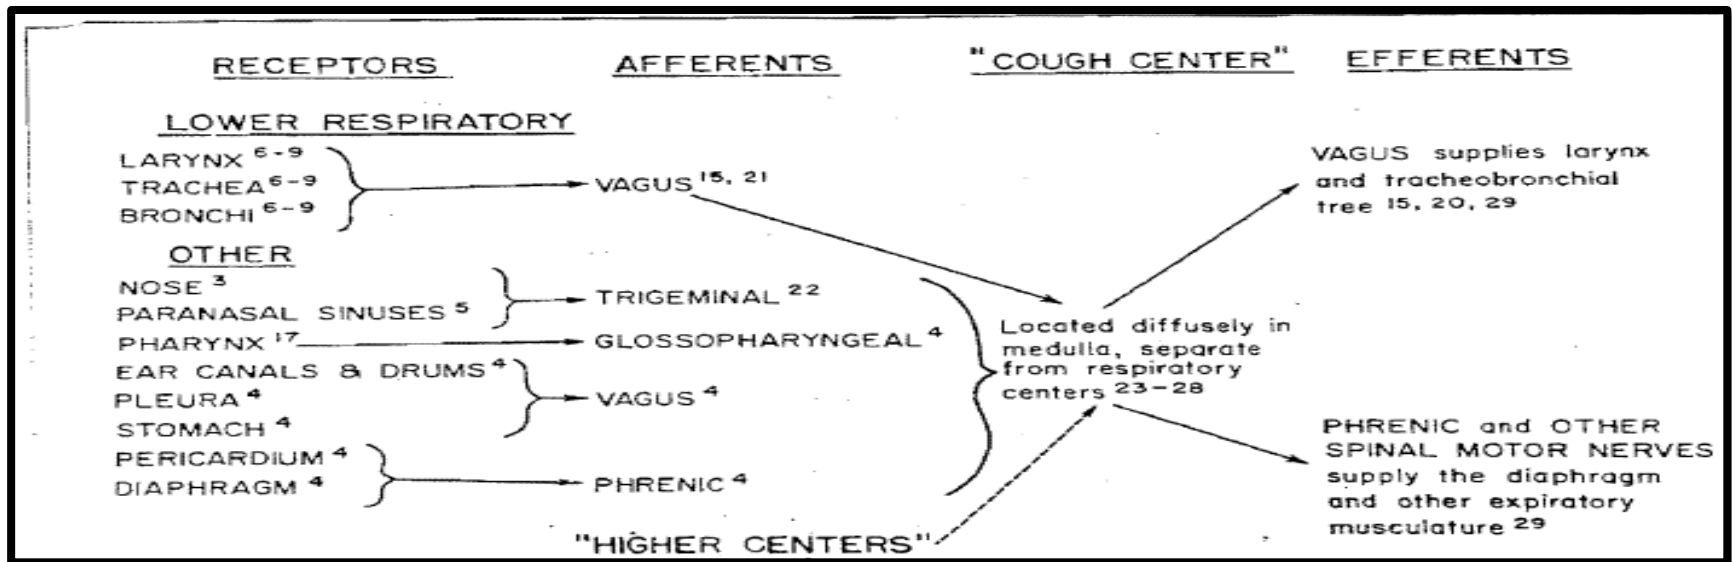 RECEPTORS AFFERENTS "COUGH CENTER" EFFERENTS
LOWER RESPIRATORY
LARYNX 6-9
TRACHEA 6-9
BRONCHI 6-9
VAGUS 15, 21
VAGUS supplies larynx
and tracheobronchial
tree 15, 20, 29
OTHER
NOSE 3
PARANASAL SINUSES 5
TRIGEMINAL 22
PHARYNX 17
GLOSSOPHARYNGEAL 4
EAR CANALS & DRUMS 4
PLEURA 4
STOMACH 4
VAGUS 4
PERICARDIUM 4
DIAPHRAGM 4
PHRENIC 4
"HIGHER CENTERS"
Located diffusely in
medulla, separate
from respiratory
centers 23-28
PHRENIC and OTHER
SPINAL MOTOR NERVES
supply the diaphragm
and other expiratory
musculature 29